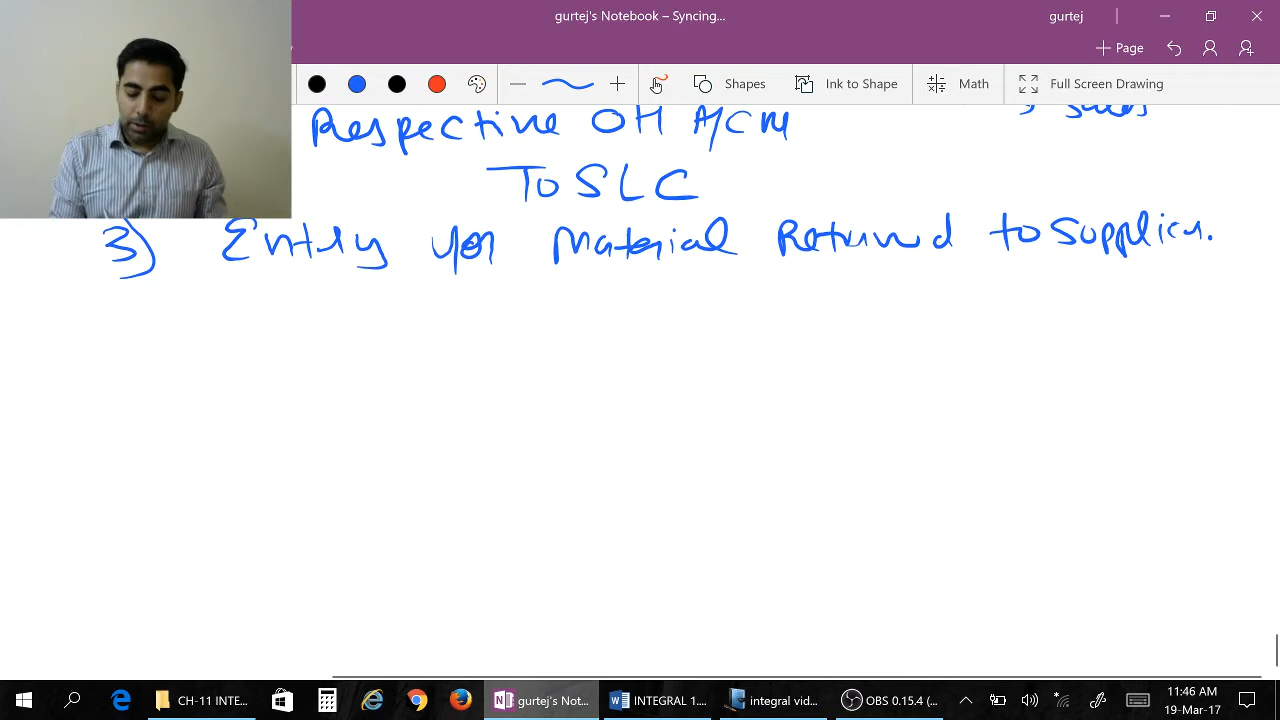 gurtej's Notebook – Syncing...
gurtej
Page
Shapes
Ink to Shape
Math
Full Screen Drawing
Respective OH A/C
To SLC
3) Entry for Material Returned to Supplier.
CH-11 INTE...
gurtej's Not...
INTEGRAL 1...
integral vid...
OBS 0.15.4 (...
11:46 AM
19-Mar-17